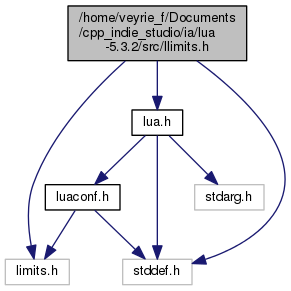 /home/veyrie_f/Documents
/cpp_indie_studio/ia/lua
-5.3.2/src/llimits.h
lua.h
luaconf.h
stdarg.h
limits.h
stddef.h